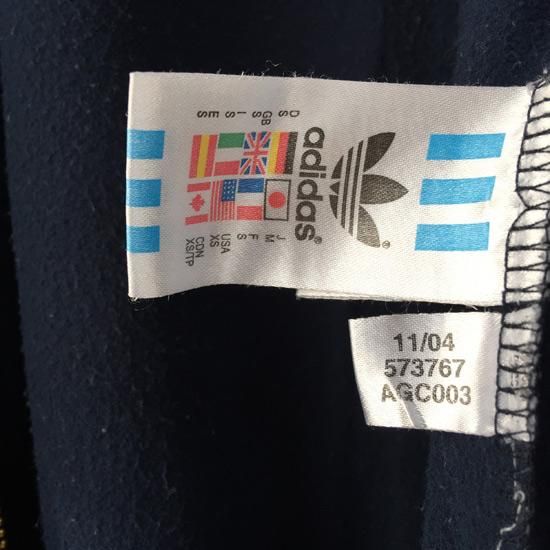 ®
adidas®
D J
S M
GB F
S S
I USA
S XS
E CDN
S XS/TP
11/04
573767
AGC003